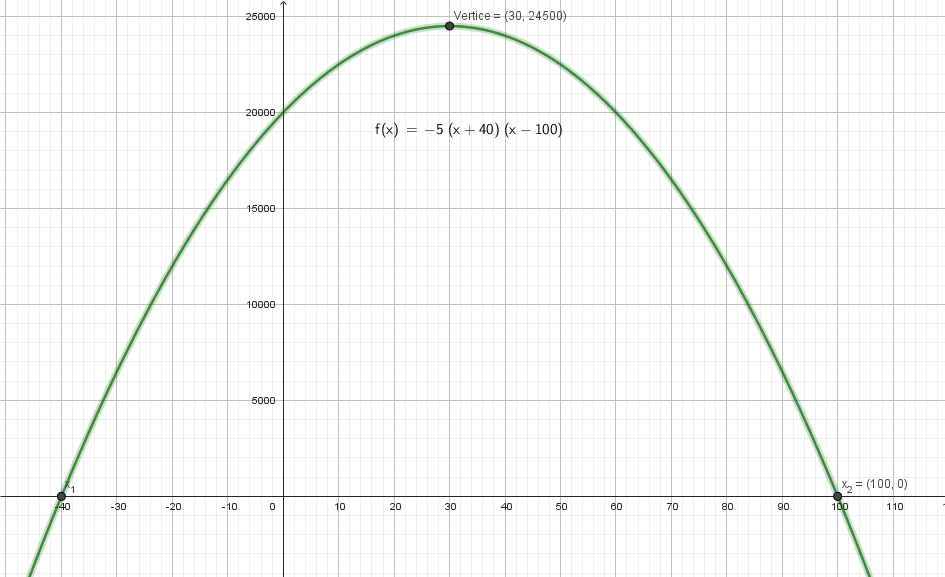 25000
Vertice = (30, 24500)
20000
f(x) = −5 (x + 40) (x − 100)
15000
10000
5000
x₁
x₂ = (100, 0)
-40 -30 -20 -10 0 10 20 30 40 50 60 70 80 90 100 110